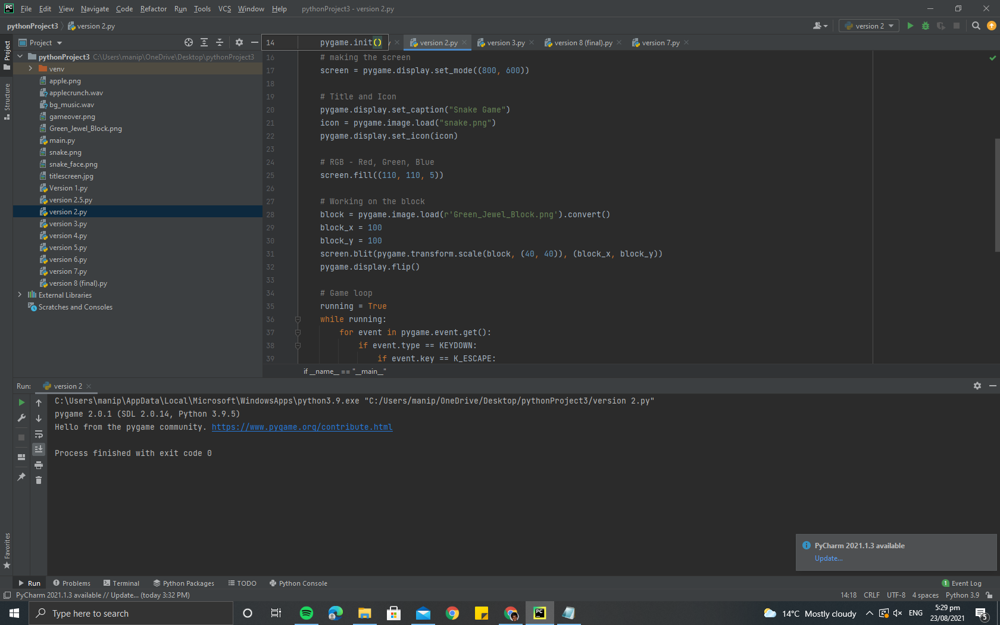 PC File Edit View Navigate Code Refactor Run Tools VCS Window Help pythonProject3 - version 2.py
pythonProject3 version 2.py version 2
Project 14 pygame.init() version 2.py version 3.py version 8 (final).py version 7.py
Project
Structure
Favorites
pythonProject3 C:\Users\manip\OneDrive\Desktop\pythonProject3
venv
apple.png
applecrunch.wav
bg_music.wav
gameover.png
Green_Jewel_Block.png
main.py
snake.png
snake_face.png
titlescreen.jpg
Version 1.py
version 2.5.py
version 2.py
version 3.py
version 4.py
version 5.py
version 6.py
version 7.py
version 8 (final).py
External Libraries
Scratches and Consoles
16 # making the screen
17 screen = pygame.display.set_mode((800, 600))
18
19 # Title and Icon
20 pygame.display.set_caption("Snake Game")
21 icon = pygame.image.load("snake.png")
22 pygame.display.set_icon(icon)
23
24 # RGB - Red, Green, Blue
25 screen.fill((110, 110, 5))
26
27 # Working on the block
28 block = pygame.image.load(r'Green_Jewel_Block.png').convert()
29 block_x = 100
30 block_y = 100
31 screen.blit(pygame.transform.scale(block, (40, 40)), (block_x, block_y))
32 pygame.display.flip()
33
34 # Game loop
35 running = True
36 while running:
37 for event in pygame.event.get():
38 if event.type == KEYDOWN:
39 if event.key == K_ESCAPE:
if __name__ == "__main__"
Run: version 2
C:\Users\manip\AppData\Local\Microsoft\WindowsApps\python3.9.exe "C:/Users/manip/OneDrive/Desktop/pythonProject3/version 2.py"
pygame 2.0.1 (SDL 2.0.14, Python 3.9.5)
Hello from the pygame community. https://www.pygame.org/contribute.html
Process finished with exit code 0
PyCharm 2021.1.3 available
Update...
Run Problems Terminal Python Packages TODO Python Console 1 Event Log
PyCharm 2021.1.3 available // Update... (today 3:32 PM) 14:18 CRLF UTF-8 4 spaces Python 3.9
Type here to search PC 14°C Mostly cloudy ENG 5:29 pm
23/08/2021 5